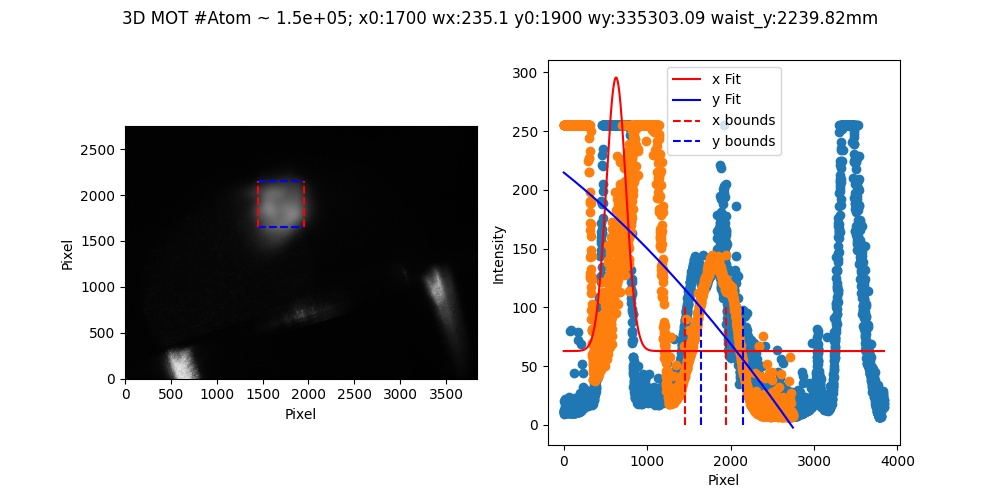 3D MOT #Atom ~ 1.5e+05; x0:1700 wx:235.1 y0:1900 wy:335303.09 waist_y:2239.82mm
2500
2000
1500
1000
500
0
Pixel
0 500 1000 1500 2000 2500 3000 3500
Pixel
300
250
200
150
100
50
0
Intensity
x Fit
y Fit
x bounds
y bounds
0 1000 2000 3000 4000
Pixel